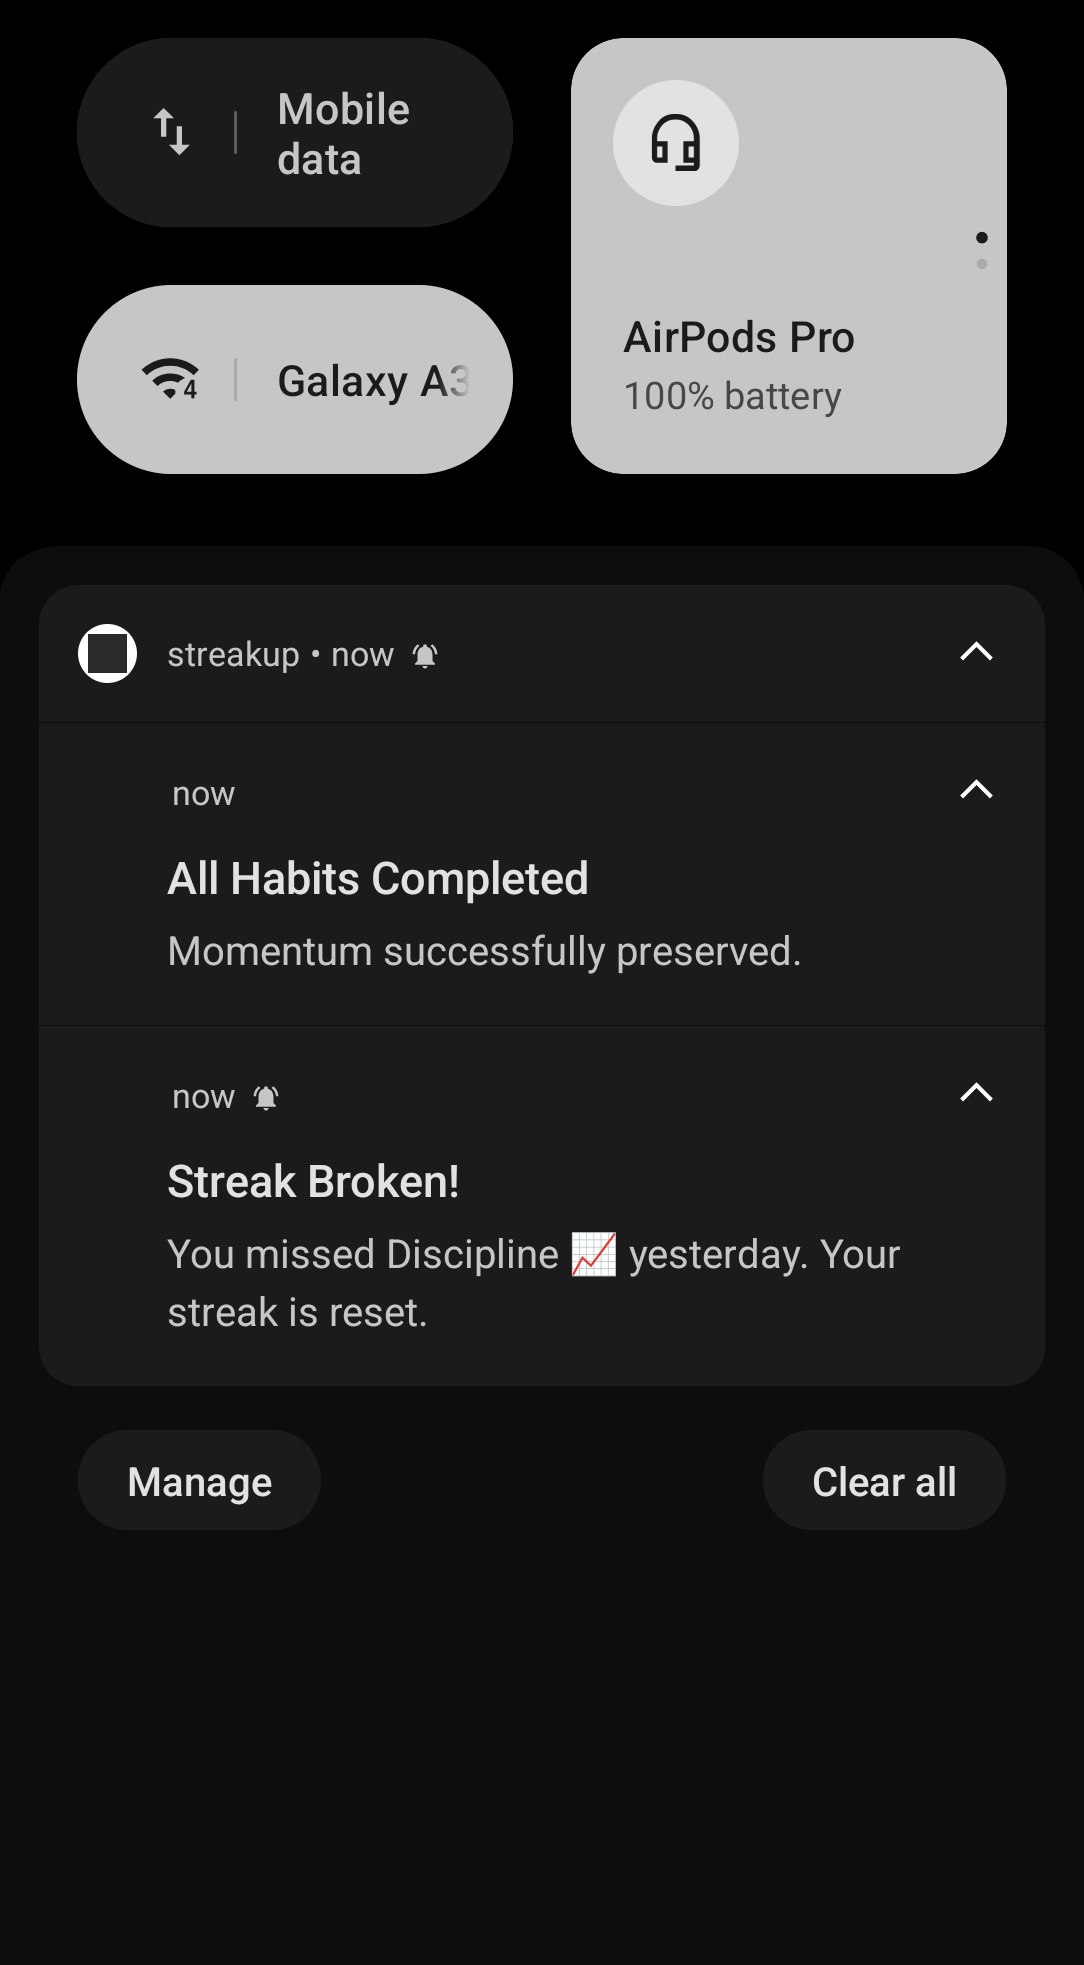 Mobile
data
4
Galaxy A3
AirPods Pro
100% battery
streakup • now
now
All Habits Completed
Momentum successfully preserved.
now
Streak Broken!
You missed Discipline 📈 yesterday. Your
streak is reset.
Manage
Clear all